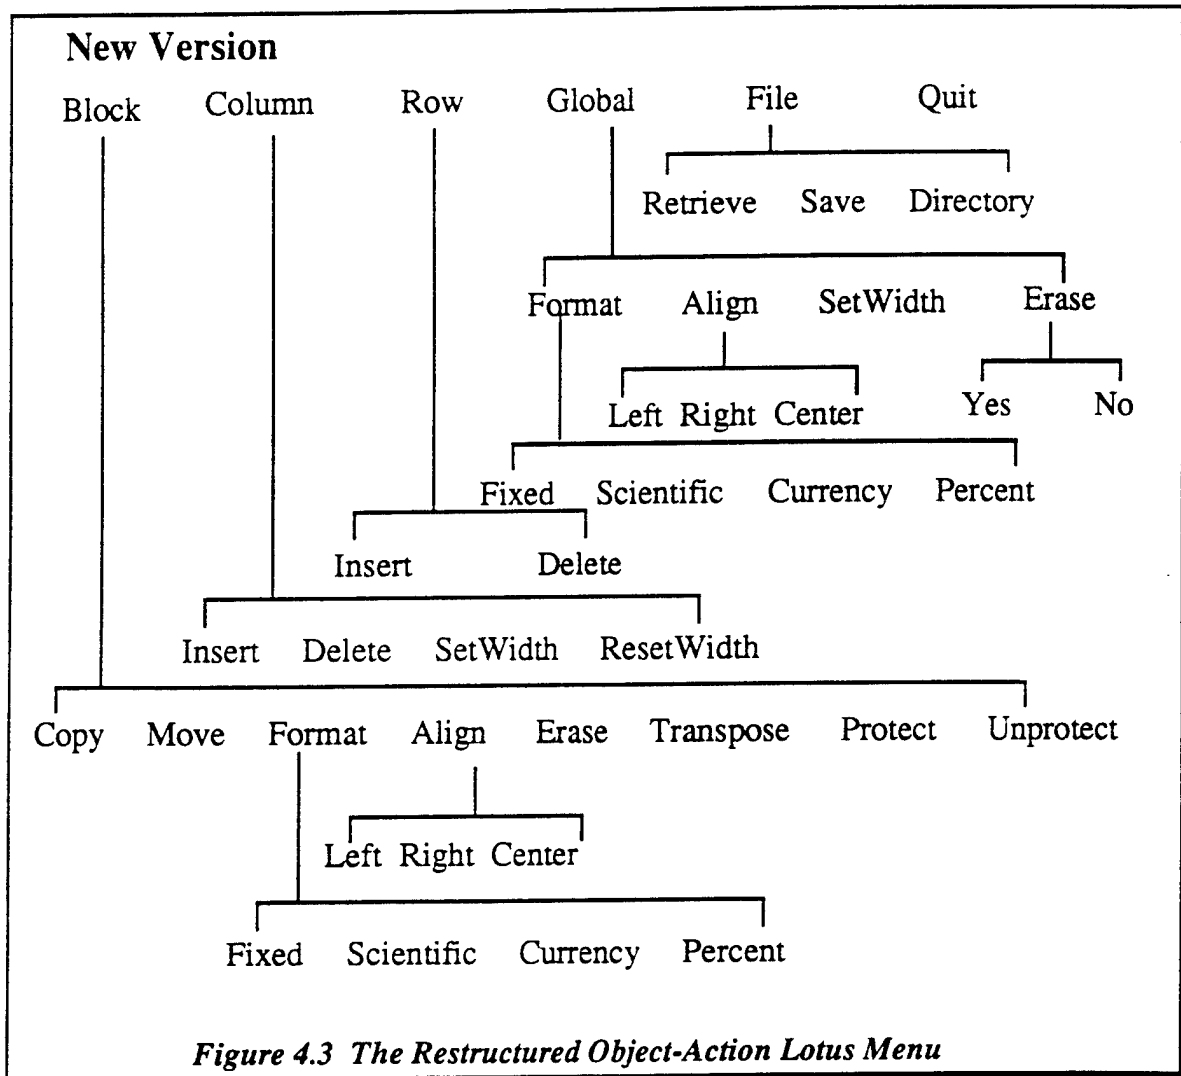 New Version
Block Column Row Global File Quit
Retrieve Save Directory
Format Align SetWidth Erase
Left Right Center Yes No
Fixed Scientific Currency Percent
Insert Delete
Insert Delete SetWidth ResetWidth
Copy Move Format Align Erase Transpose Protect Unprotect
Left Right Center
Fixed Scientific Currency Percent
Figure 4.3 The Restructured Object-Action Lotus Menu